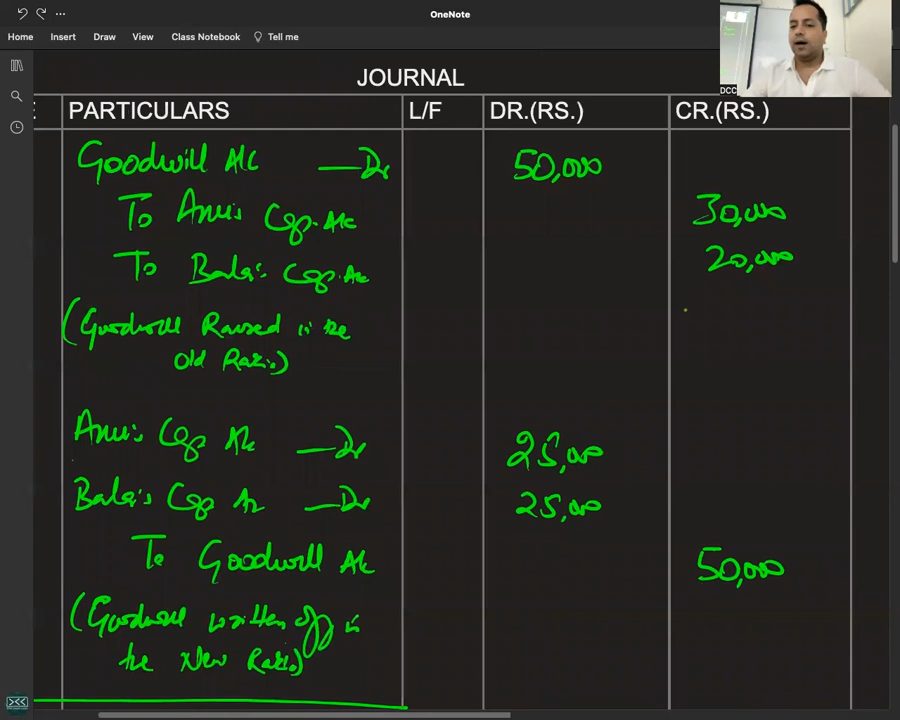 OneNote
Home Insert Draw View Class Notebook Tell me
DCC
JOURNAL
PARTICULARS L/F DR.(RS.) CR.(RS.)
Goodwill A/c —Dr 50,000
To Anu's Cap. A/c 30,000
To Bala's Cap. A/c 20,000
(Goodwill Raised in the
Old Ratio)
Anu's Cap A/c —Dr 25,000
Bala's Cap A/c —Dr 25,000
To Goodwill A/c 50,000
(Goodwill written off in
the New Ratio)